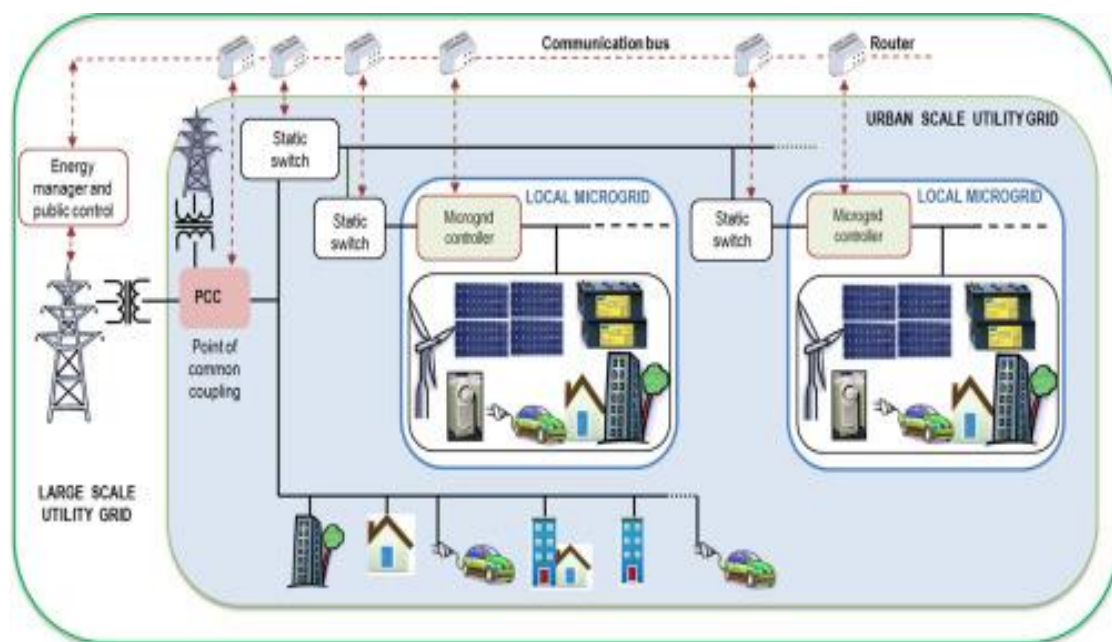 Communication bus
Router
URBAN SCALE UTILITY GRID
Static
switch
Energy
manager and
public control
LOCAL MICROGRID
LOCAL MICROGRID
Static
switch
Microgrid
controller
Static
switch
Microgrid
controller
PCC
Point of
common
coupling
LARGE SCALE
UTILITY GRID